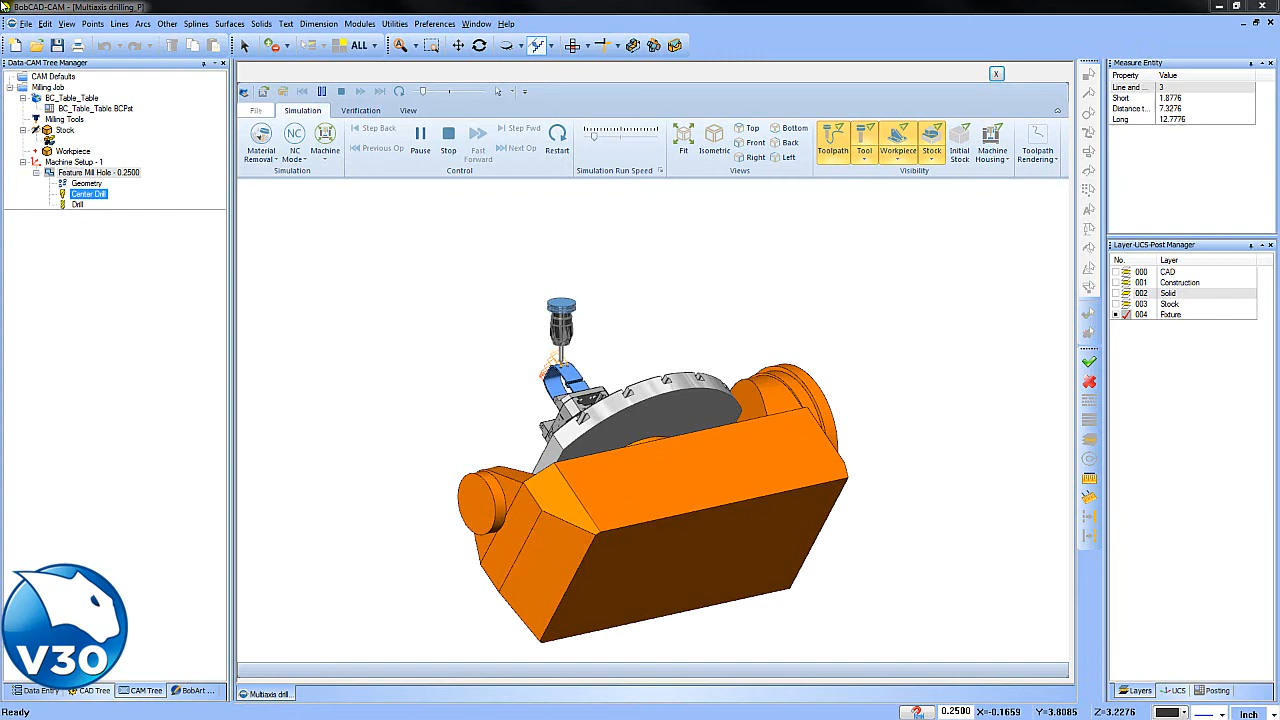 BobCAD-CAM - [Multiaxis drilling_P]
File Edit View Points Lines Arcs Other Splines Surfaces Solids Text Dimension Modules Utilities Preferences Window Help
ALL
Data-CAM Tree Manager
CAM Defaults
Milling Job
BC_Table_Table
BC_Table_Table.BCPst
Milling Tools
Stock
Workpiece
Machine Setup - 1
Feature Mill Hole - 0.2500
Geometry
Center Drill
Drill
V30
Data Entry CAD Tree CAM Tree BobArt ...
x
File Simulation Verification View
Material Removal NC Mode Machine
Simulation
Step Back
Previous Op
Pause Stop Fast Forward
Step Fwd
Next Op
Restart
Control
Simulation Run Speed
Fit Isometric
Top Bottom
Front Back
Right Left
Views
Toolpath Tool Workpiece Stock Initial Stock Machine Housing
Visibility
Toolpath Rendering
Multiaxis drill...
Measure Entity
Property Value
Line and ... 3
Short 1.8776
Distance t... 7.3276
Long 12.7776
Layer-UCS-Post Manager
No. Layer
000 CAD
001 Construction
002 Solid
003 Stock
004 Fixture
Layers UCS Posting
Ready
0.2500 X=-0.1659 Y=3.8085 Z=3.2276
Inch